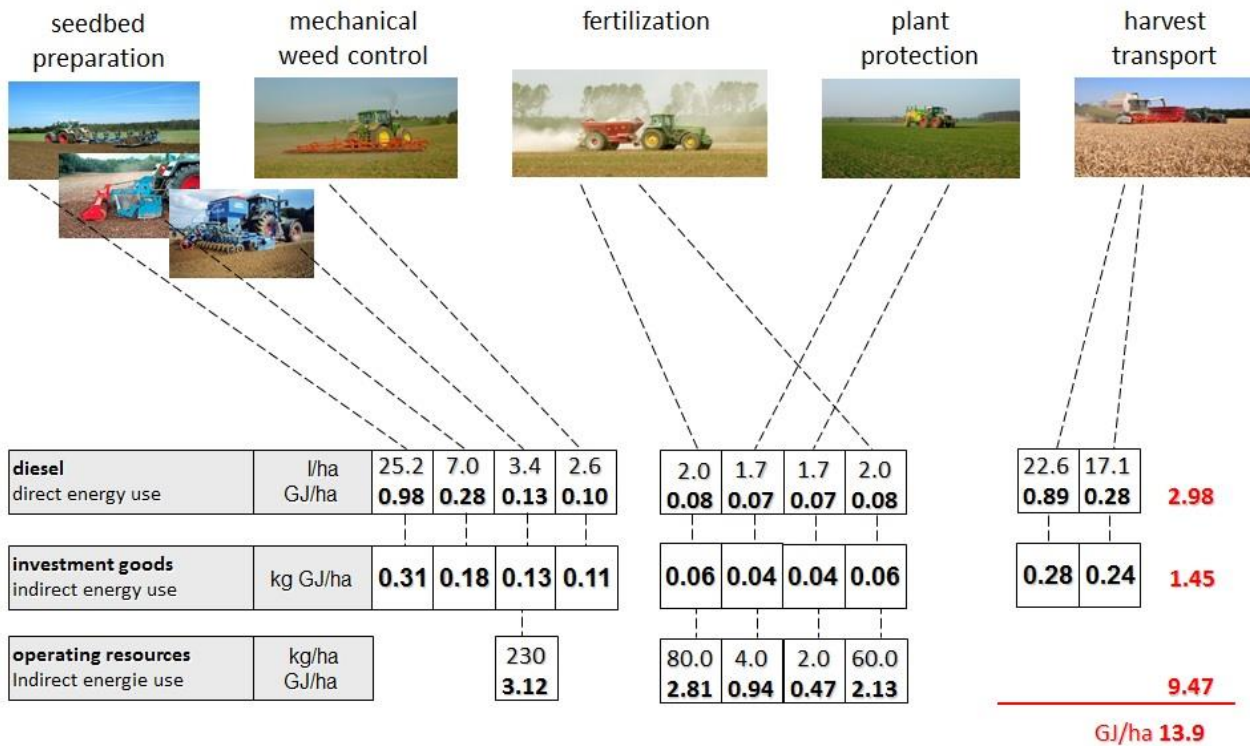 seedbed
preparation
mechanical
weed control
fertilization
plant
protection
harvest
transport
diesel
direct energy use
l/ha
GJ/ha
25.2 7.0 3.4 2.6 2.0 1.7 1.7 2.0 22.6 17.1
0.98 0.28 0.13 0.10 0.08 0.07 0.07 0.08 0.89 0.28 2.98
investment goods
indirect energy use
kg GJ/ha
0.31 0.18 0.13 0.11 0.06 0.04 0.04 0.06 0.28 0.24 1.45
operating resources
Indirect energie use
kg/ha
GJ/ha
230 80.0 4.0 2.0 60.0
3.12 2.81 0.94 0.47 2.13 9.47
GJ/ha 13.9